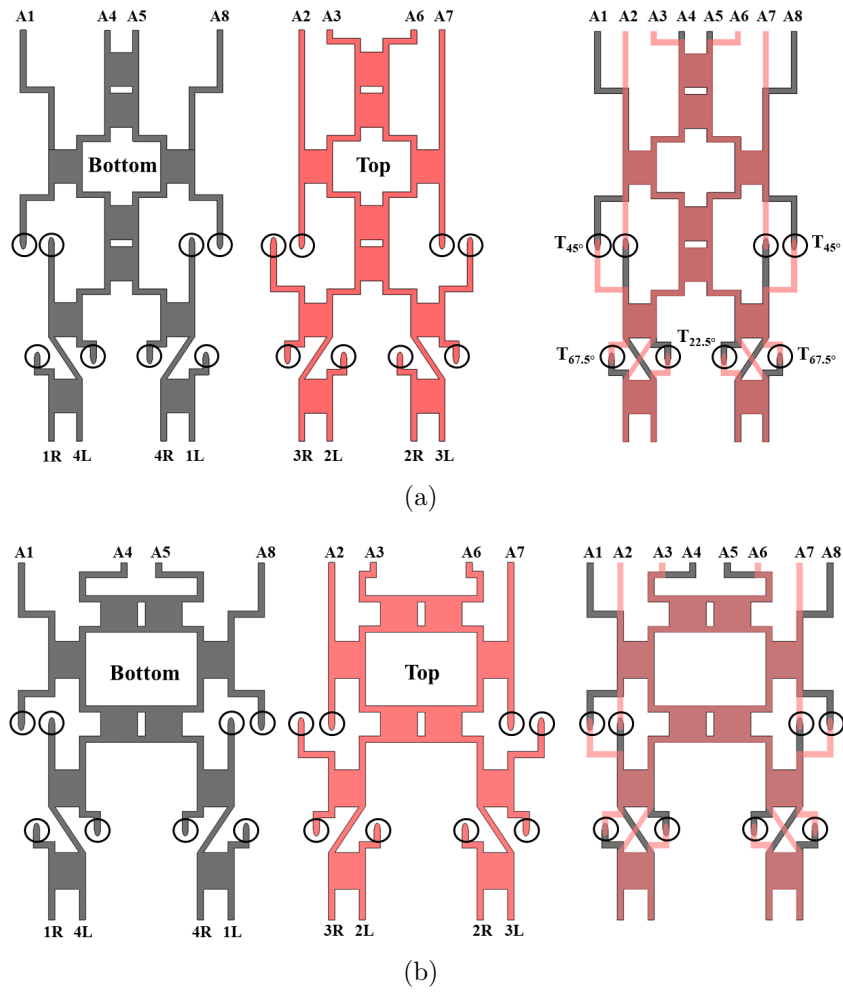 A1 A4 A5 A8 A2 A3 A6 A7 A1 A2 A3 A4 A5 A6 A7 A8
Bottom Top
T45° T45°
T22.5°
T67.5° T67.5°
1R 4L 4R 1L 3R 2L 2R 3L
(a)
A1 A4 A5 A8 A2 A3 A6 A7 A1 A2 A3 A4 A5 A6 A7 A8
Bottom Top
1R 4L 4R 1L 3R 2L 2R 3L
(b)